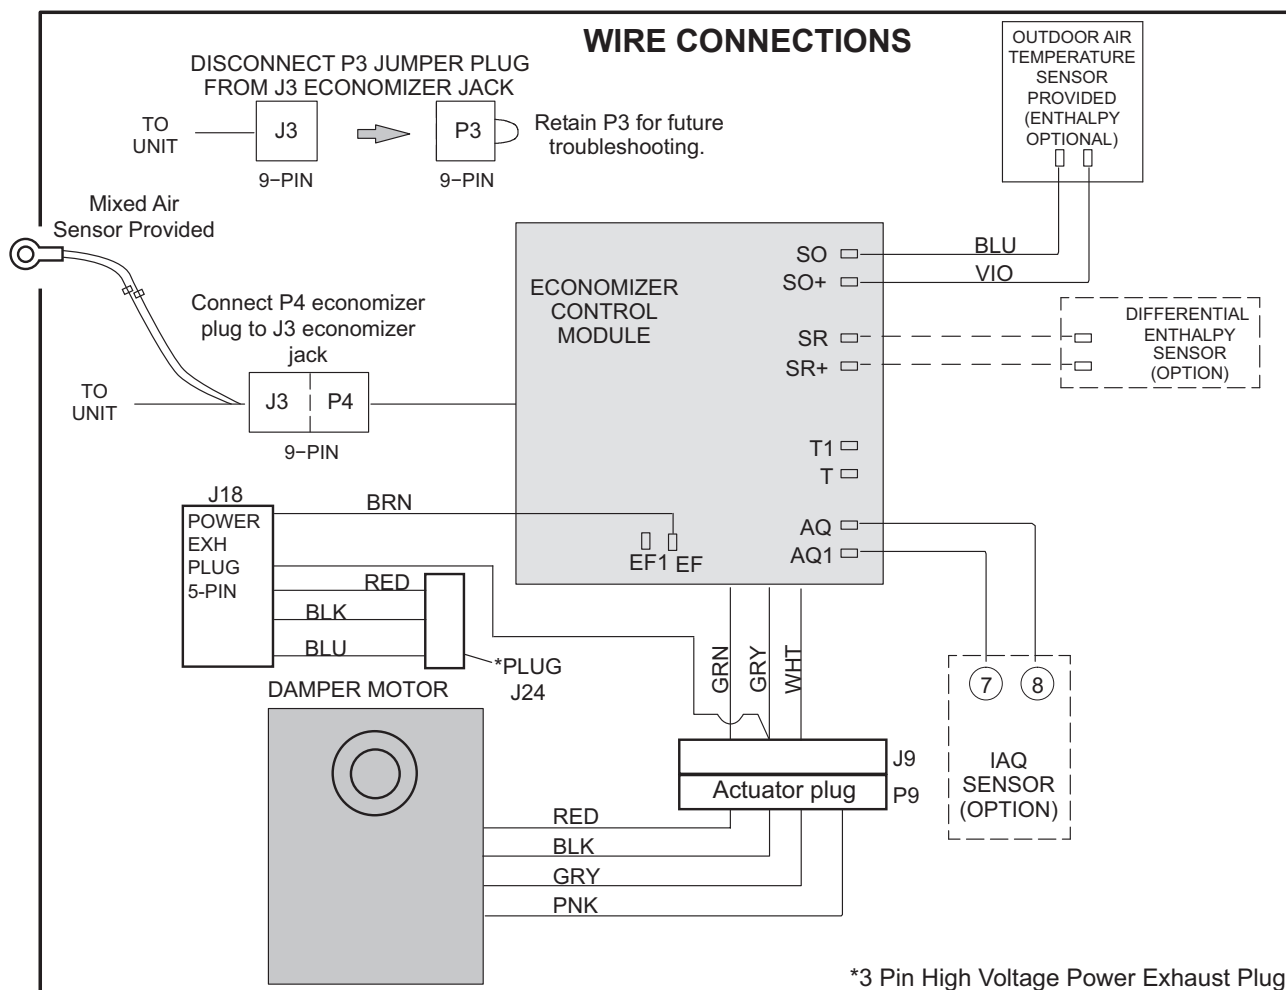 WIRE CONNECTIONS
DISCONNECT P3 JUMPER PLUG
FROM J3 ECONOMIZER JACK
TO
UNIT
J3
9−PIN
P3
9−PIN
Retain P3 for future
troubleshooting.
OUTDOOR AIR
TEMPERATURE
SENSOR
PROVIDED
(ENTHALPY
OPTIONAL)
Mixed Air
Sensor Provided
Connect P4 economizer
plug to J3 economizer
jack
TO
UNIT
J3
P4
9−PIN
ECONOMIZER
CONTROL
MODULE
SO
SO+
SR
SR+
T1
T
AQ
AQ1
EF1
EF
BLU
VIO
DIFFERENTIAL
ENTHALPY
SENSOR
(OPTION)
J18
POWER
EXH
PLUG
5-PIN
BRN
RED
BLK
BLU
*PLUG
J24
GRN
GRY
WHT
7
8
IAQ
SENSOR
(OPTION)
DAMPER MOTOR
J9
Actuator plug
P9
RED
BLK
GRY
PNK
*3 Pin High Voltage Power Exhaust Plug